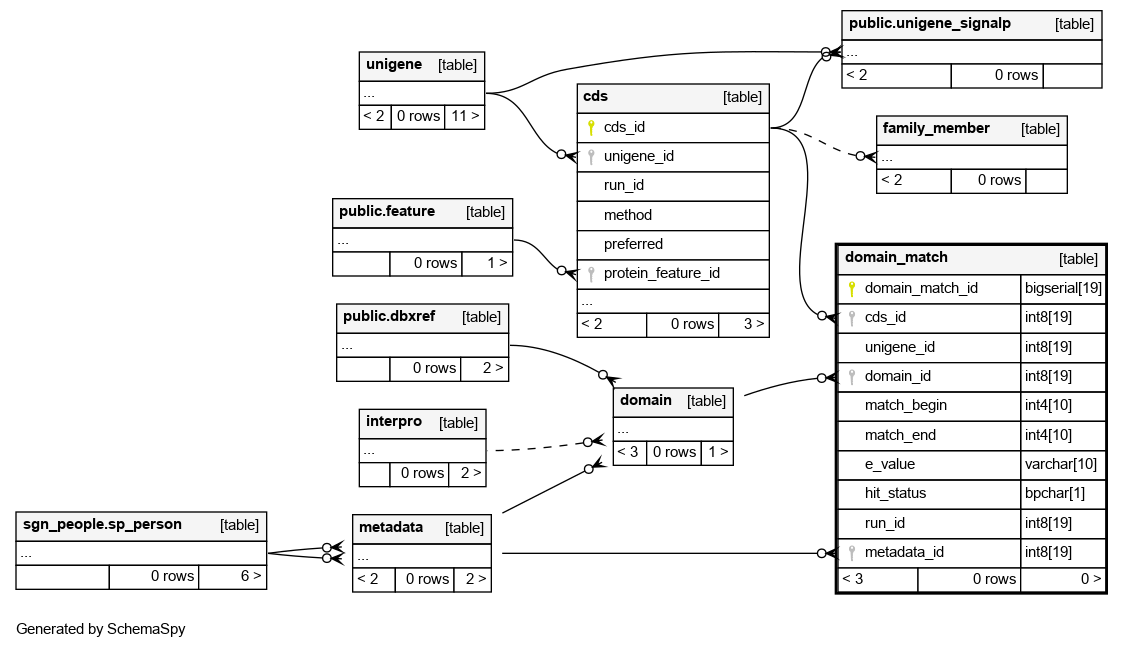 public.unigene_signalp [table]
...
< 2 0 rows
unigene [table]
...
< 2 0 rows 11 >
cds [table]
cds_id
unigene_id
run_id
method
preferred
protein_feature_id
...
< 2 0 rows 3 >
family_member [table]
...
< 2 0 rows
public.feature [table]
...
0 rows 1 >
domain_match [table]
domain_match_id bigserial[19]
cds_id int8[19]
unigene_id int8[19]
domain_id int8[19]
match_begin int4[10]
match_end int4[10]
e_value varchar[10]
hit_status bpchar[1]
run_id int8[19]
metadata_id int8[19]
< 3 0 rows 0 >
public.dbxref [table]
...
0 rows 2 >
domain [table]
...
< 3 0 rows 1 >
interpro [table]
...
0 rows 2 >
sgn_people.sp_person [table]
...
0 rows 6 >
metadata [table]
...
< 2 0 rows 2 >
Generated by SchemaSpy